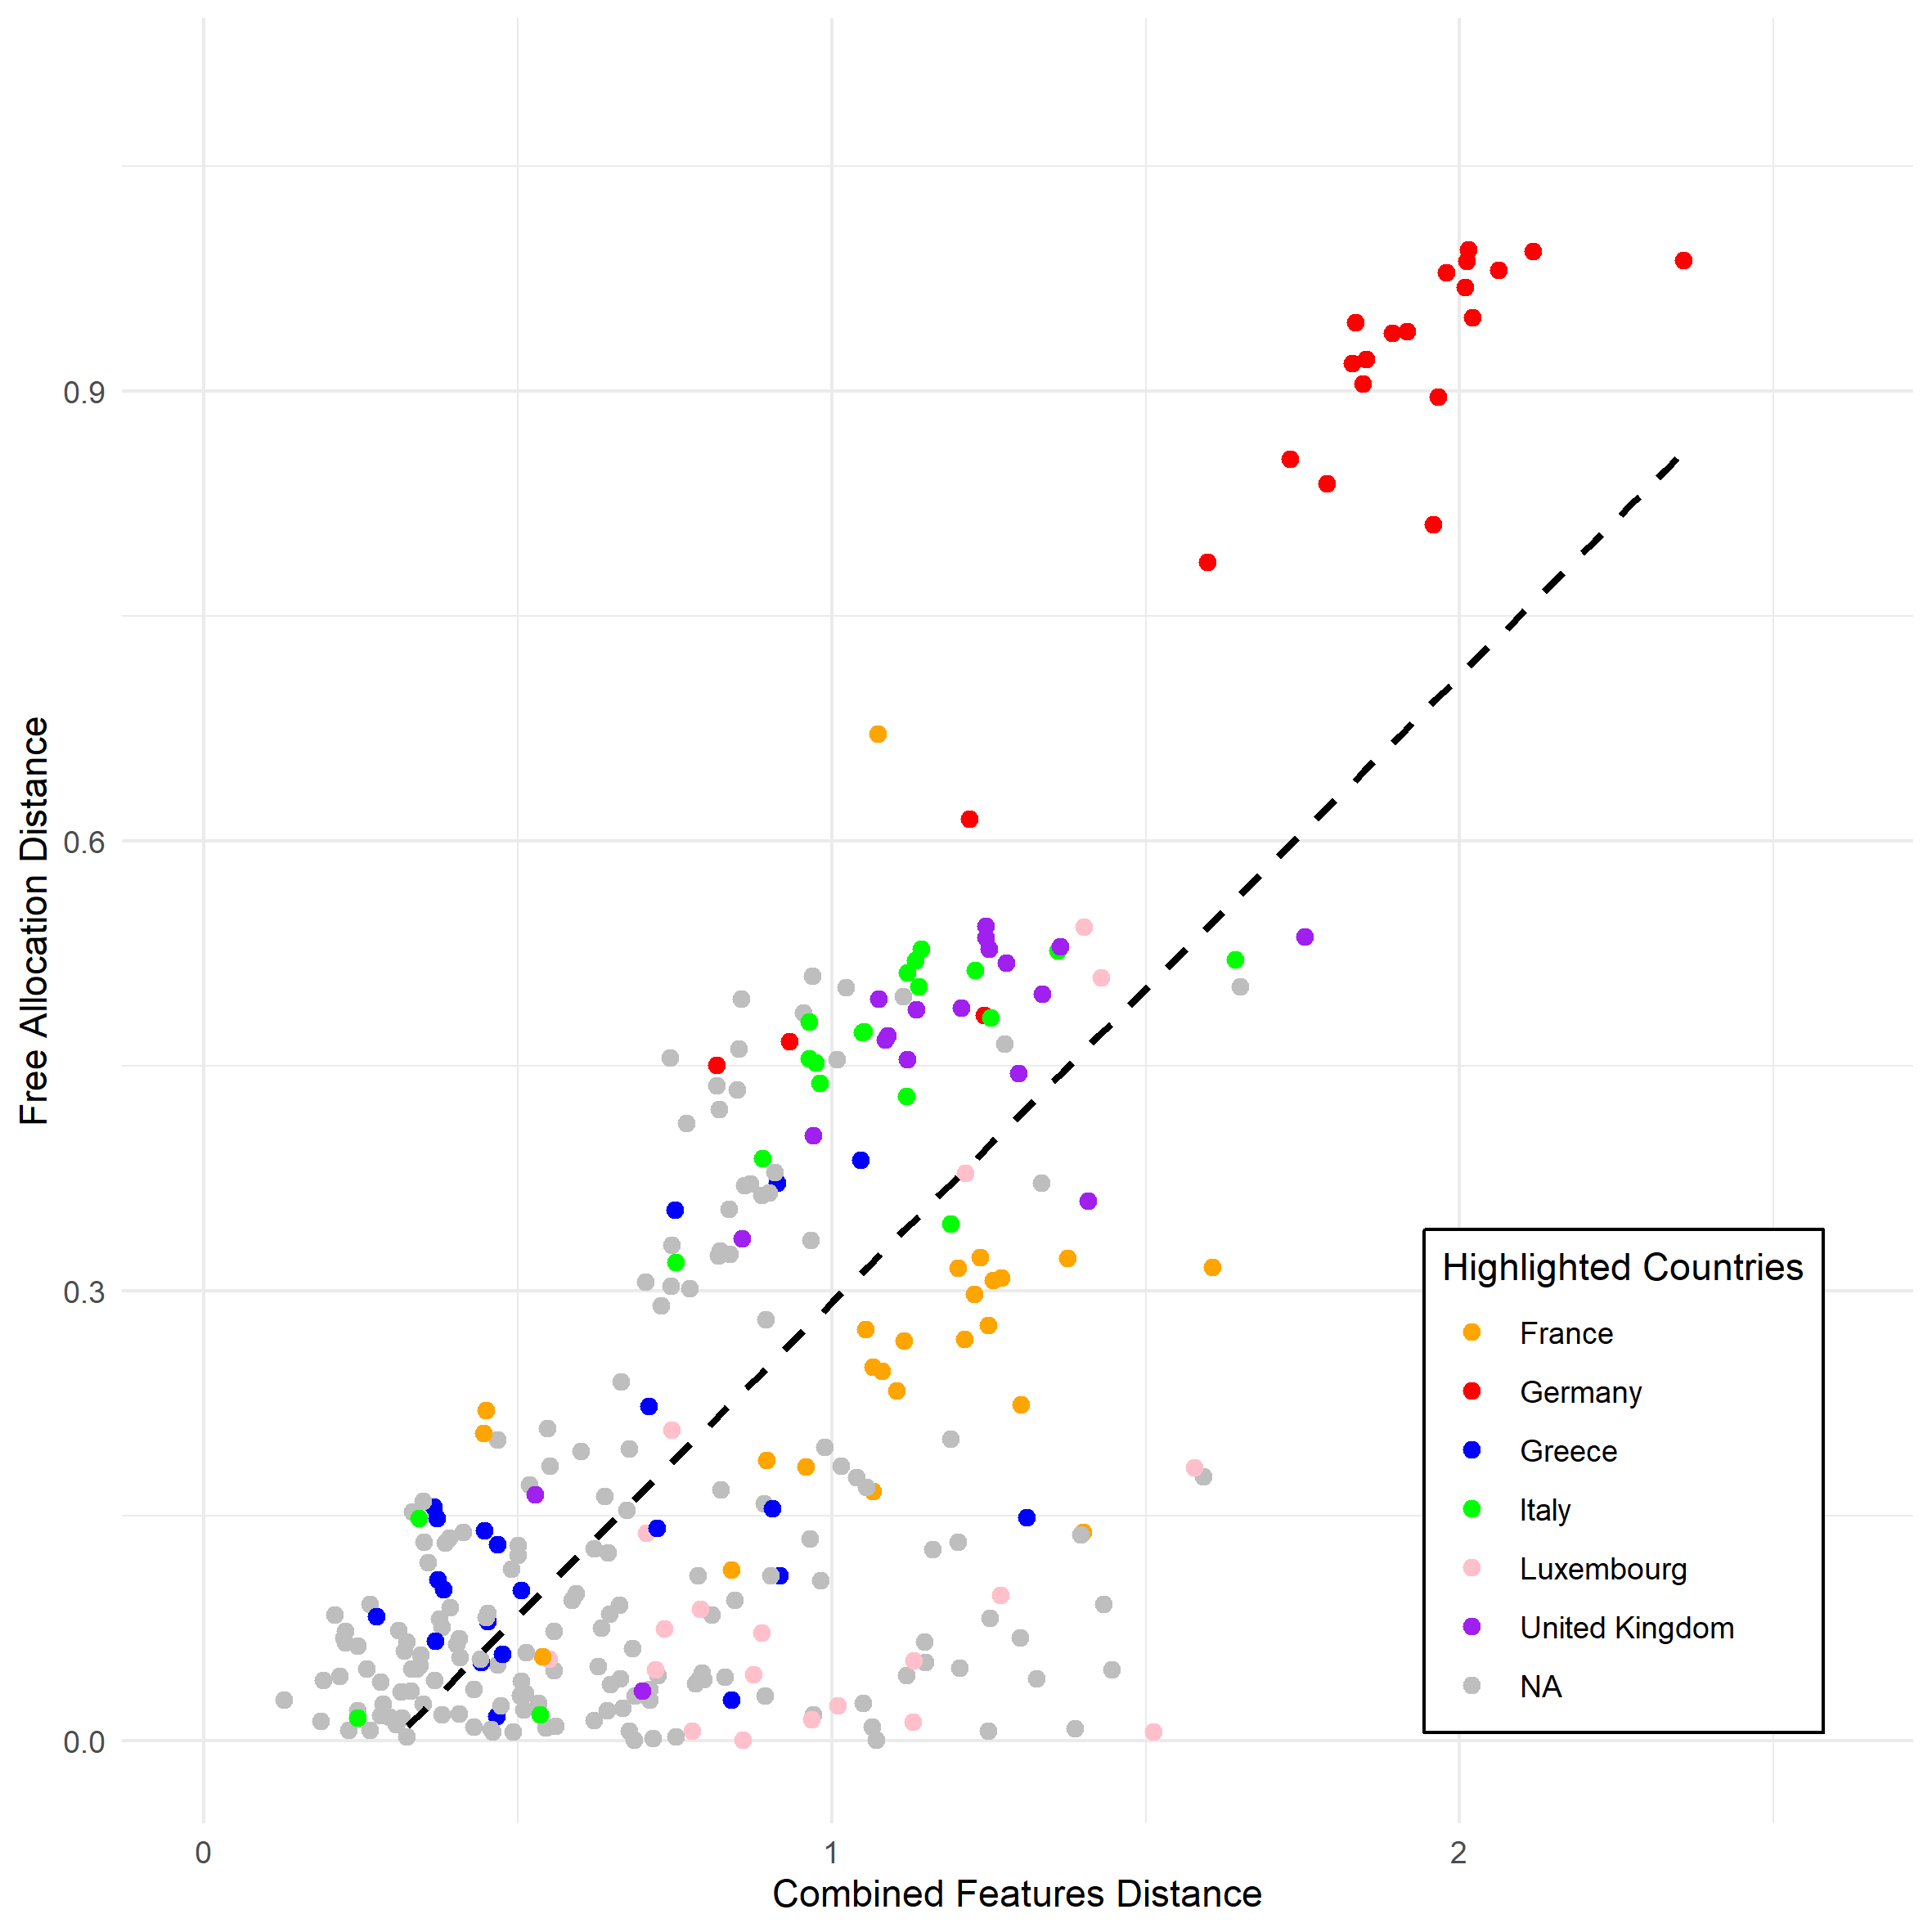 Free Allocation Distance
0.9
0.6
0.3
0.0
Highlighted Countries
France
Germany
Greece
Italy
Luxembourg
United Kingdom
NA
0 1 2
Combined Features Distance